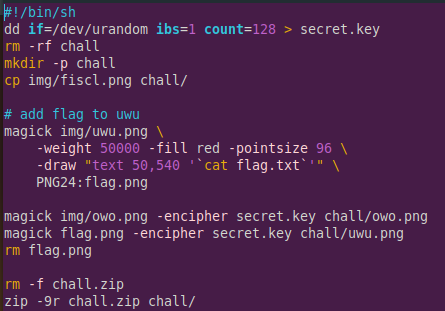 #!/bin/sh
dd if=/dev/urandom ibs=1 count=128 > secret.key
rm -rf chall
mkdir -p chall
cp img/fiscl.png chall/

# add flag to uwu
magick img/uwu.png \
    -weight 50000 -fill red -pointsize 96 \
    -draw "text 50,540 '`cat flag.txt`'" \
    PNG24:flag.png

magick img/owo.png -encipher secret.key chall/owo.png
magick flag.png -encipher secret.key chall/uwu.png
rm flag.png

rm -f chall.zip
zip -9r chall.zip chall/